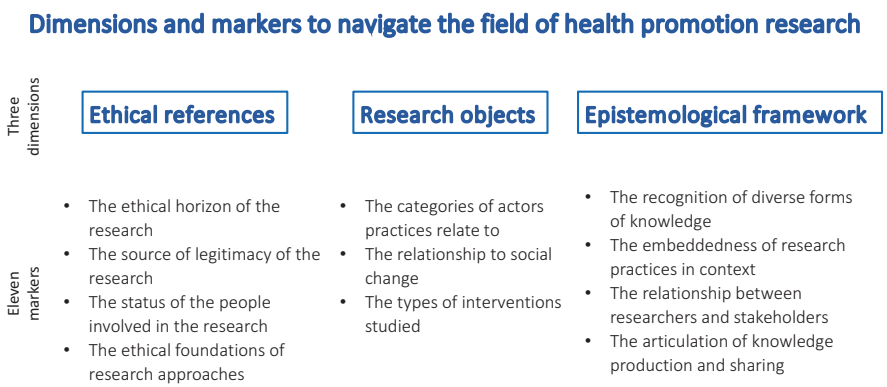 Dimensions and markers to navigate the field of health promotion research
Three
dimensions
Ethical references
Research objects
Epistemological framework
Eleven
markers
• The ethical horizon of the
research
• The source of legitimacy of the
research
• The status of the people
involved in the research
• The ethical foundations of
research approaches
• The categories of actors
practices relate to
• The relationship to social
change
• The types of interventions
studied
• The recognition of diverse forms
of knowledge
• The embeddedness of research
practices in context
• The relationship between
researchers and stakeholders
• The articulation of knowledge
production and sharing